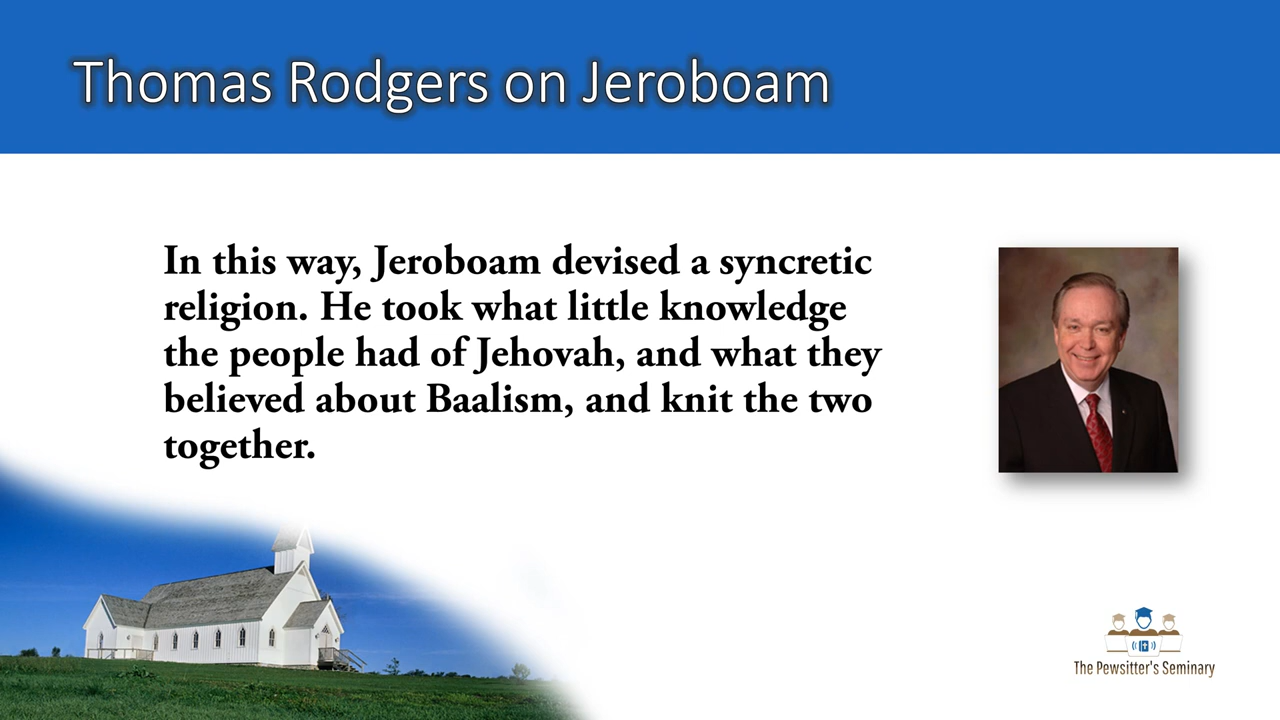 Thomas Rodgers on Jeroboam
In this way, Jeroboam devised a syncretic
religion. He took what little knowledge
the people had of Jehovah, and what they
believed about Baalism, and knit the two
together.
The Pewsitter's Seminary